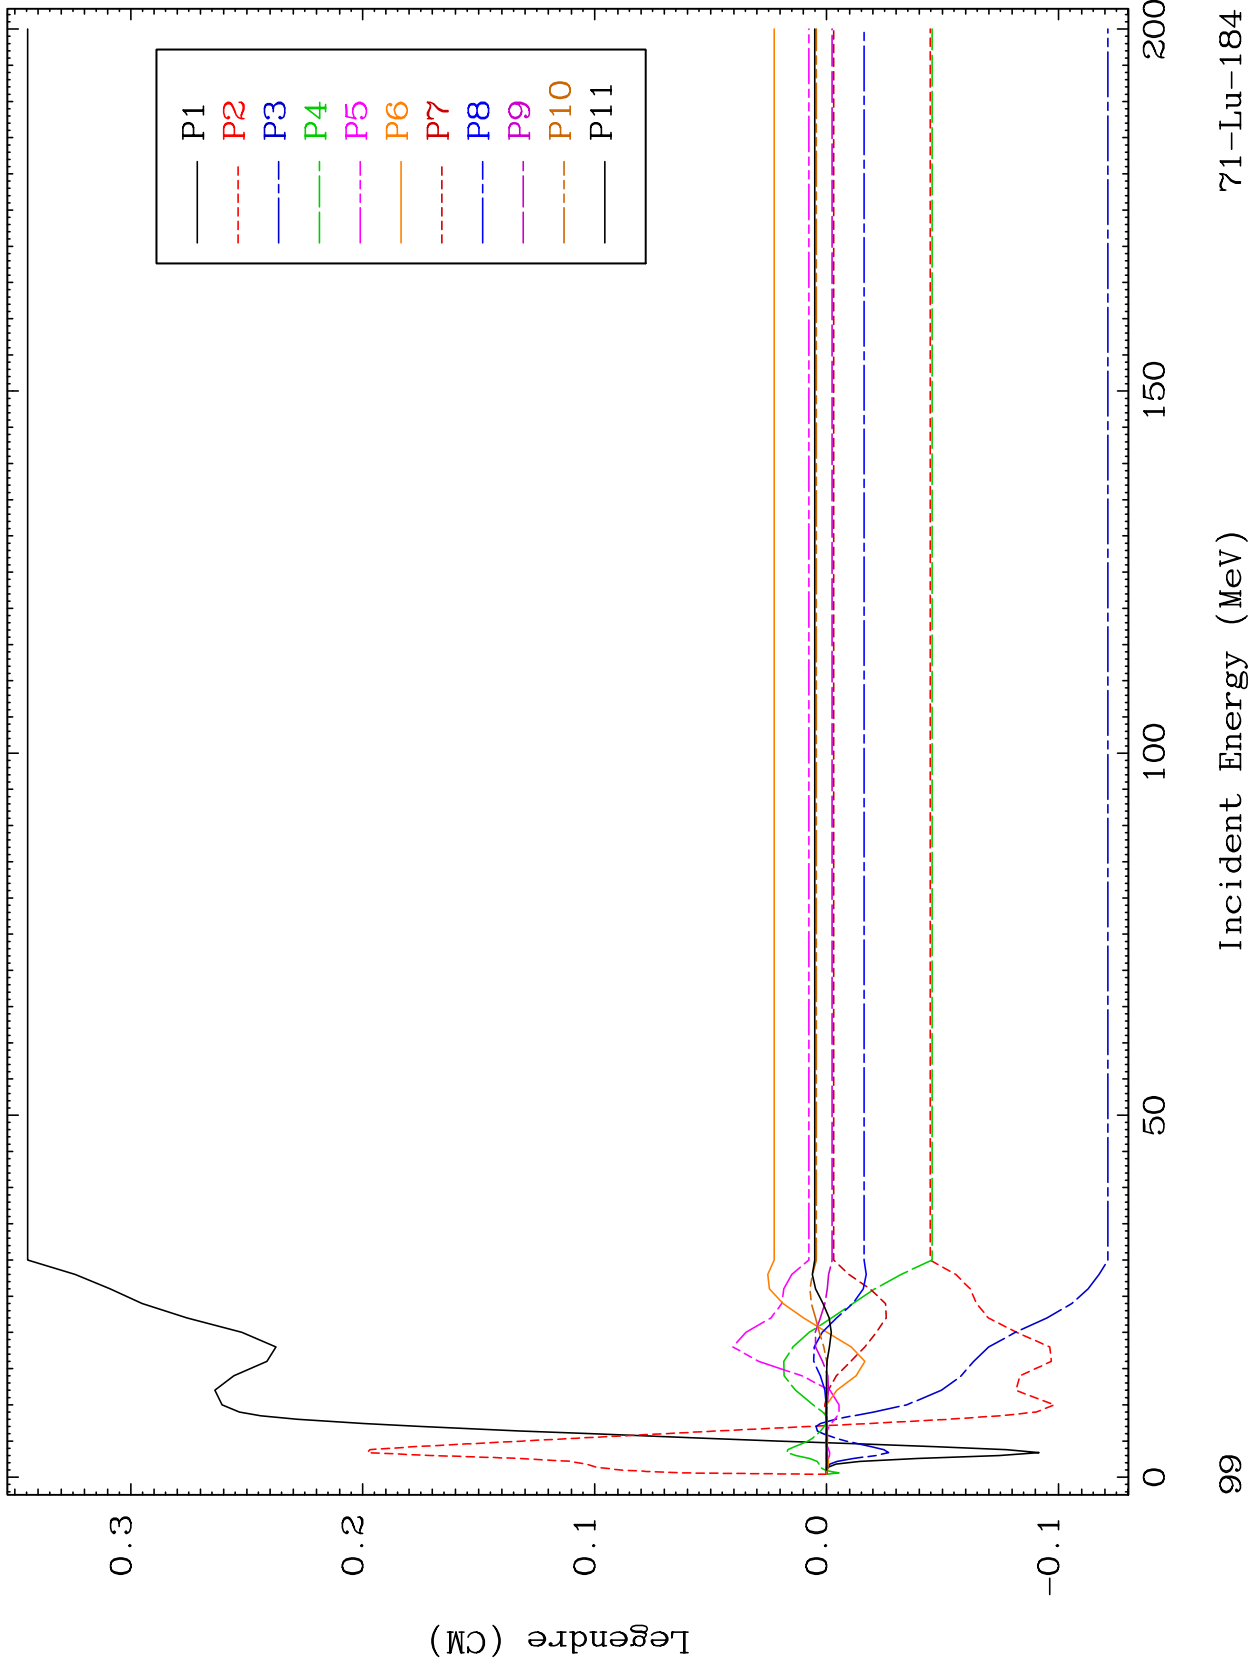 P1
P2
P3
P4
P5
P6
P7
P8
P9
P10
P11
0.3
0.2
0.1
0.0
-0.1
Legendre (CM)
0
50
100
150
200
Incident Energy (MeV)
99
71-Lu-184